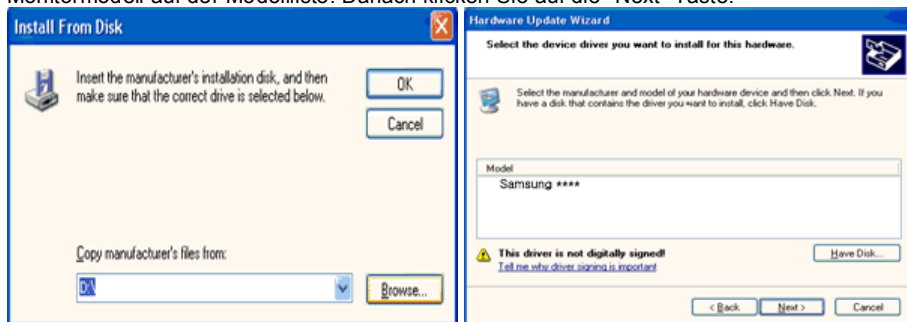 Monitormodell auf der Modellliste. Danach klicken Sie auf die "Next" Taste.
Install From Disk
Insert the manufacturer's installation disk, and then
make sure that the correct drive is selected below.
OK
Cancel
Copy manufacturer's files from:
D:\
Browse...
Hardware Update Wizard
Select the device driver you want to install for this hardware.
Select the manufacturer and model of your hardware device and then click Next. If you
have a disk that contains the driver you want to install, click Have Disk.
Model
Samsung ****
This driver is not digitally signed!
Tell me why driver signing is important
Have Disk...
< Back
Next >
Cancel